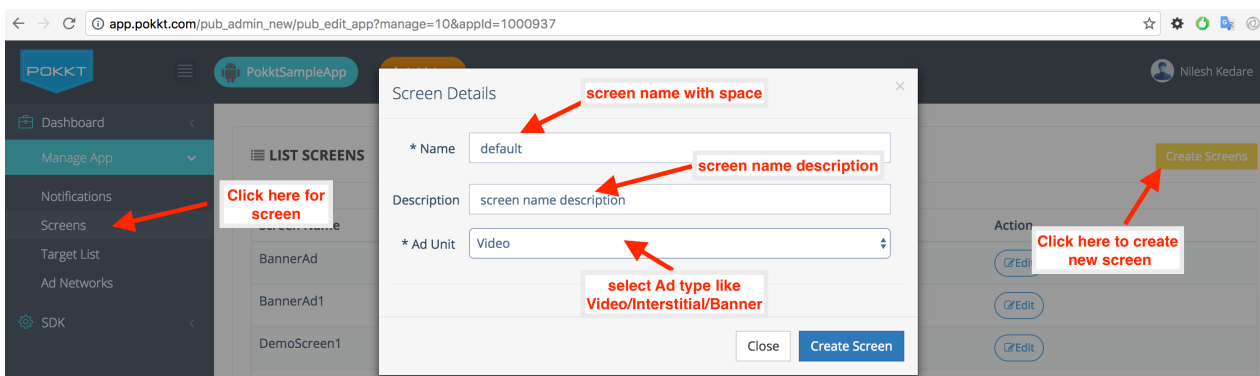 app.pokkt.com/pub_admin_new/pub_edit_app?manage=10&appId=1000937
POKKT
PokktSampleApp
Nilesh Kedare
Screen Details
×
screen name with space
Dashboard
Manage App
LIST SCREENS
* Name
default
Create Screens
screen name description
Notifications
Click here for
screen
Description
screen name description
Screens
Screen Name
Action
* Ad Unit
Video
Click here to create
new screen
Target List
BannerAd
Edit
Ad Networks
select Ad type like
Video/Interstitial/Banner
BannerAd1
Edit
SDK
DemoScreen1
Close
Create Screen
Edit